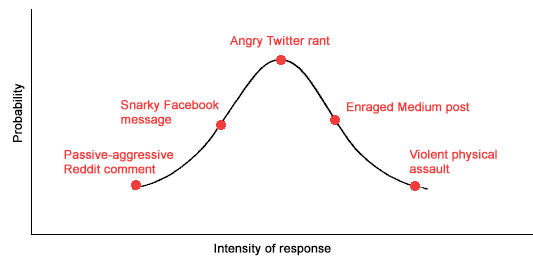 Angry Twitter rant
Snarky Facebook
message
Enraged Medium post
Passive-aggressive
Reddit comment
Violent physical
assault
Probability
Intensity of response